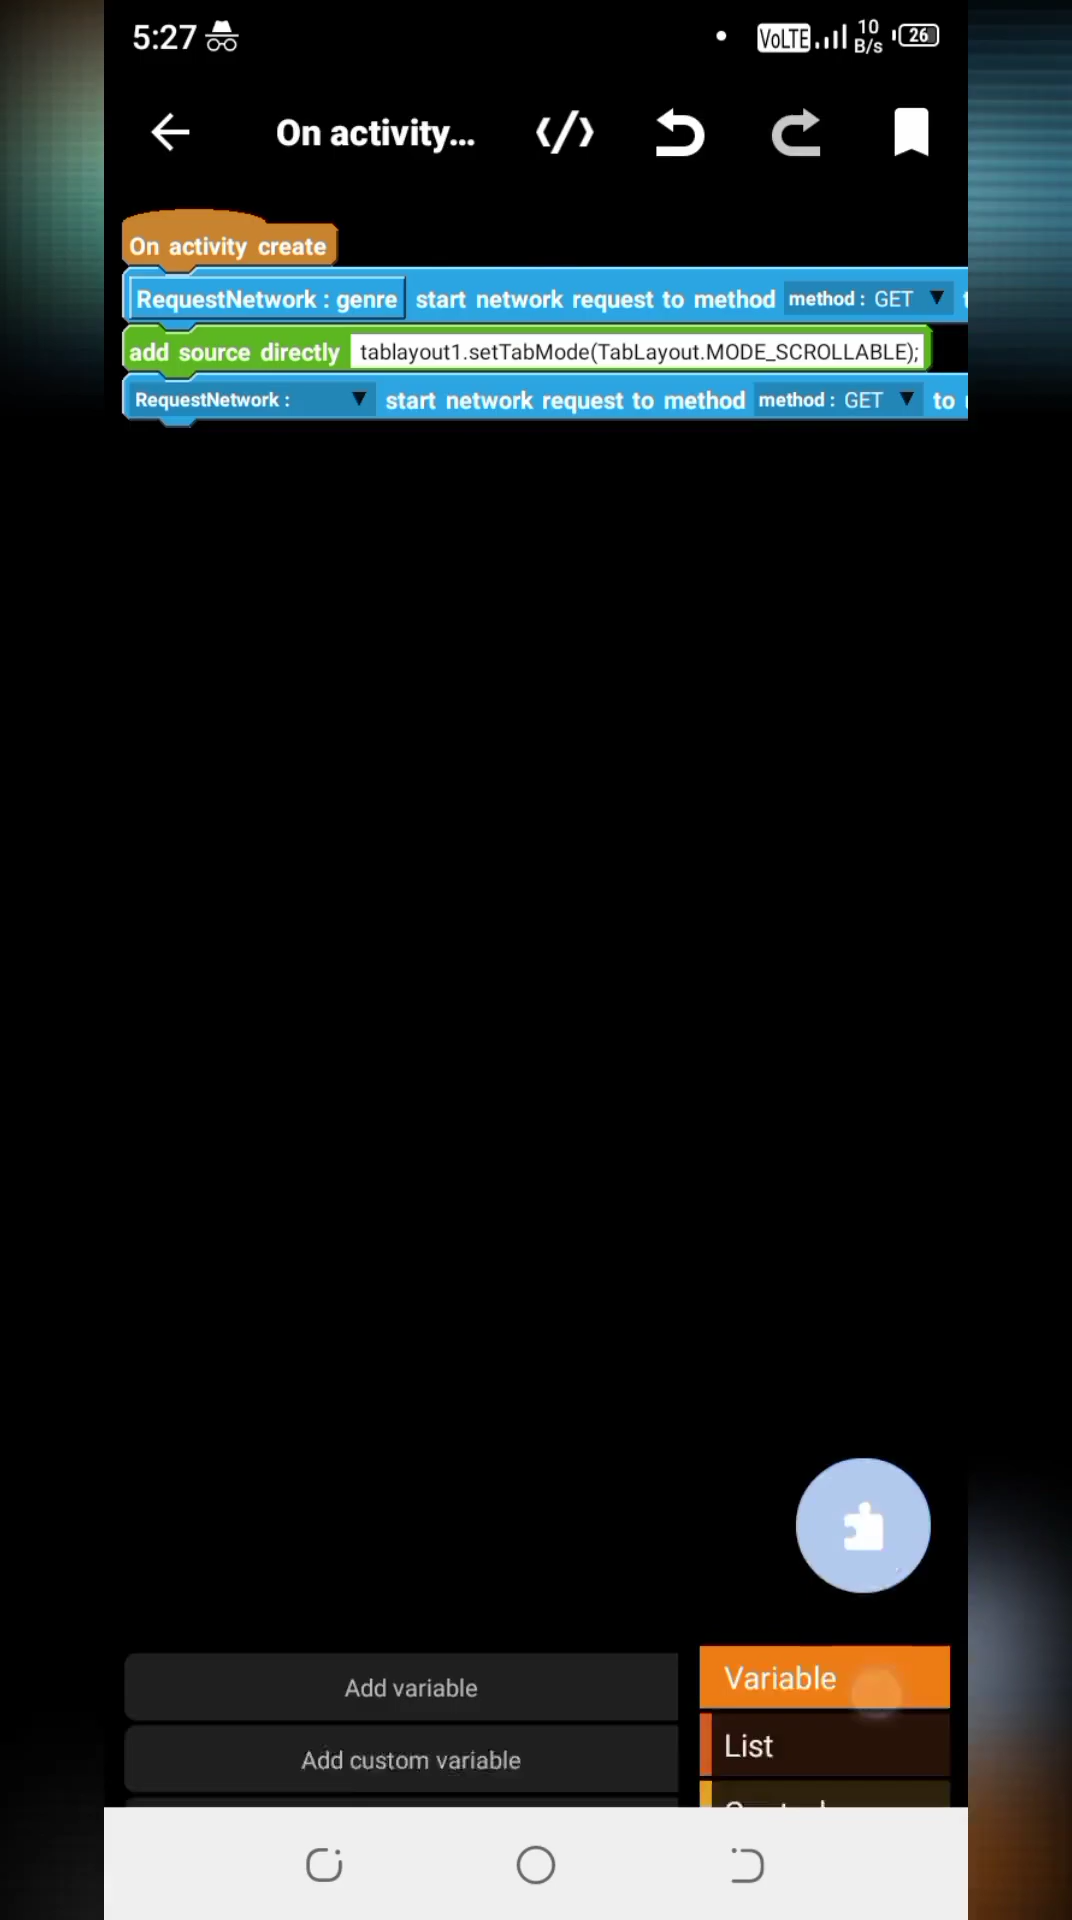 5:27 VoLTE 10 B/s 26
On activity...
On activity create
RequestNetwork : genre start network request to method method : GET
add source directly tablayout1.setTabMode(TabLayout.MODE_SCROLLABLE);
RequestNetwork : start network request to method method : GET to
Add variable
Variable
List
Add custom variable